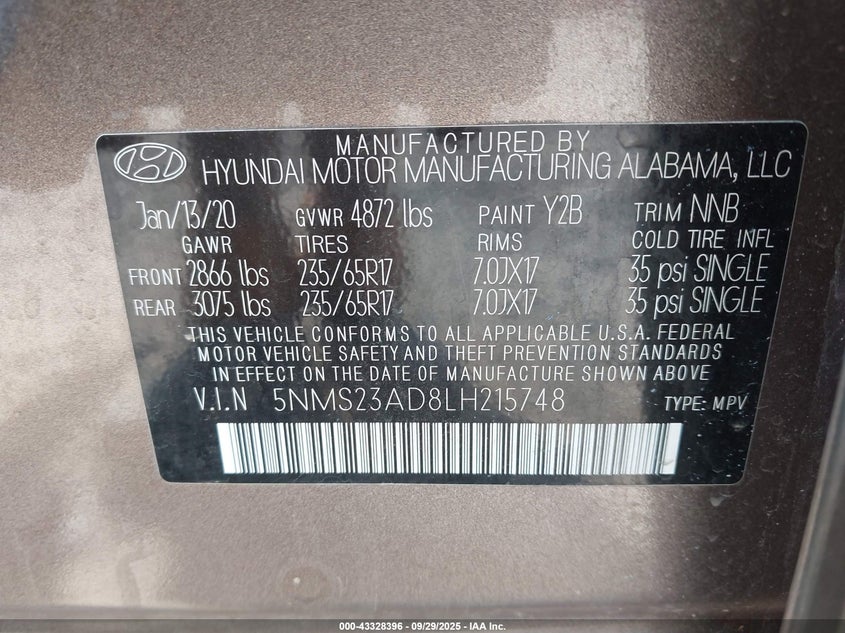 MANUFACTURED BY
HYUNDAI MOTOR MANUFACTURING ALABAMA, LLC
Jan/13/20 GVWR 4872 lbs PAINT Y2B TRIM NNB
GAWR TIRES RIMS COLD TIRE INFL
FRONT 2866 lbs 235/65R17 7.0JX17 35 psi SINGLE
REAR 3075 lbs 235/65R17 7.0JX17 35 psi SINGLE
THIS VEHICLE CONFORMS TO ALL APPLICABLE U.S.A. FEDERAL
MOTOR VEHICLE SAFETY AND THEFT PREVENTION STANDARDS
IN EFFECT ON THE DATE OF MANUFACTURE SHOWN ABOVE
V.I.N 5NMS23AD8LH215748 TYPE: MPV
000-43328396 - 09/29/2025 - IAA Inc.